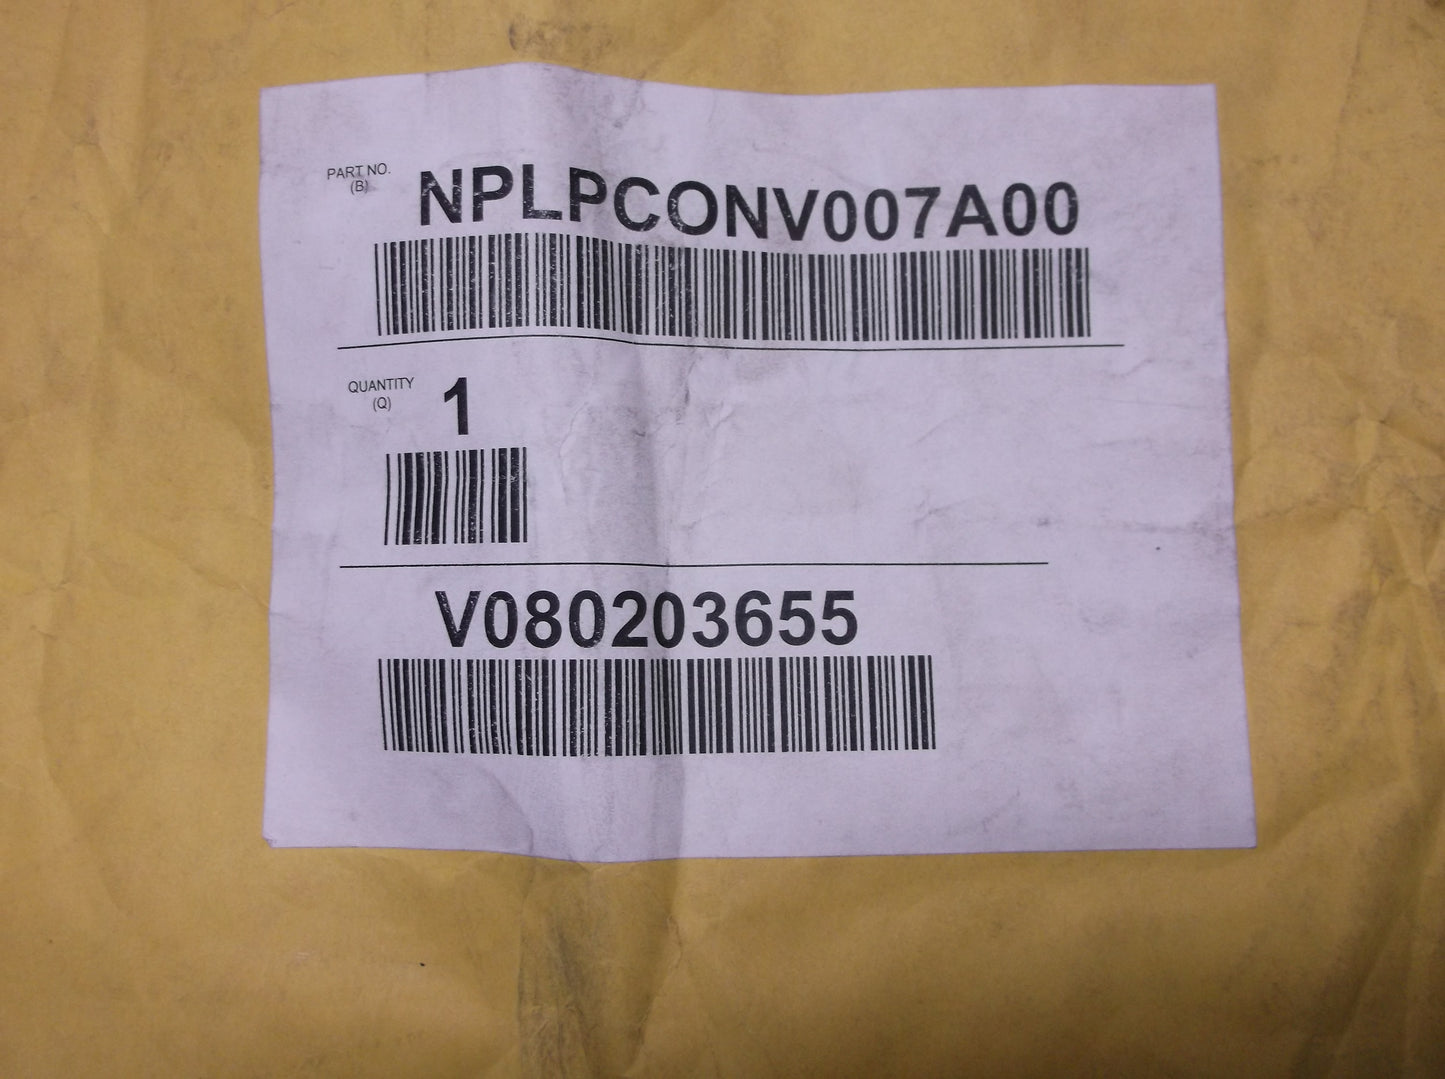 PART NO.
(B)
NPLPCONV007A00
QUANTITY
(Q)
1
V080203655